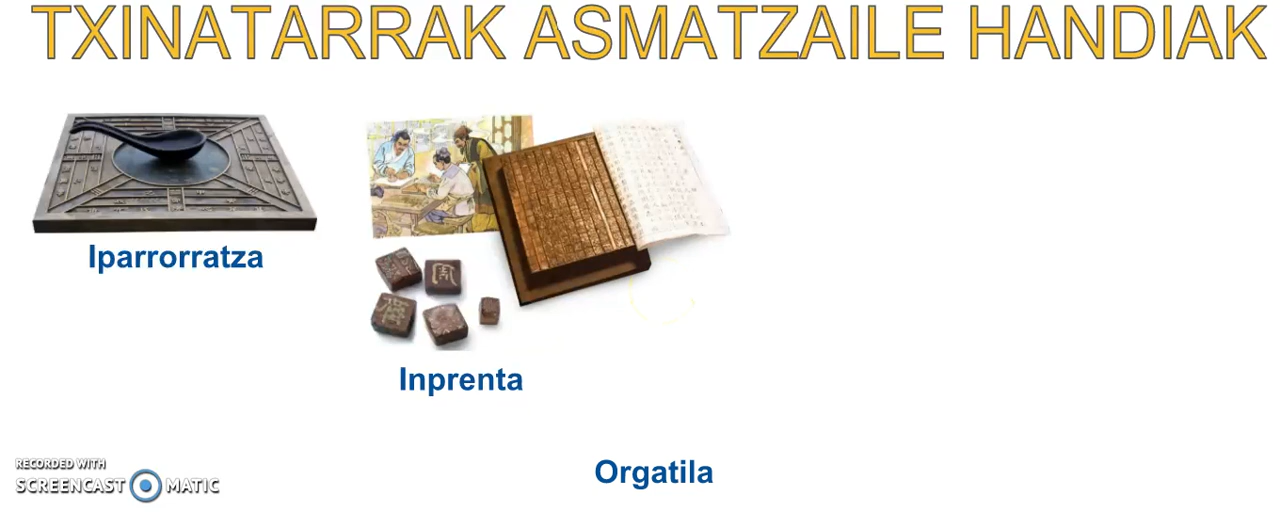 TXINATARRAK ASMATZAILE HANDIAK
Iparrorratza
Inprenta
Orgatila
RECORDED WITH
SCREENCAST MATIC